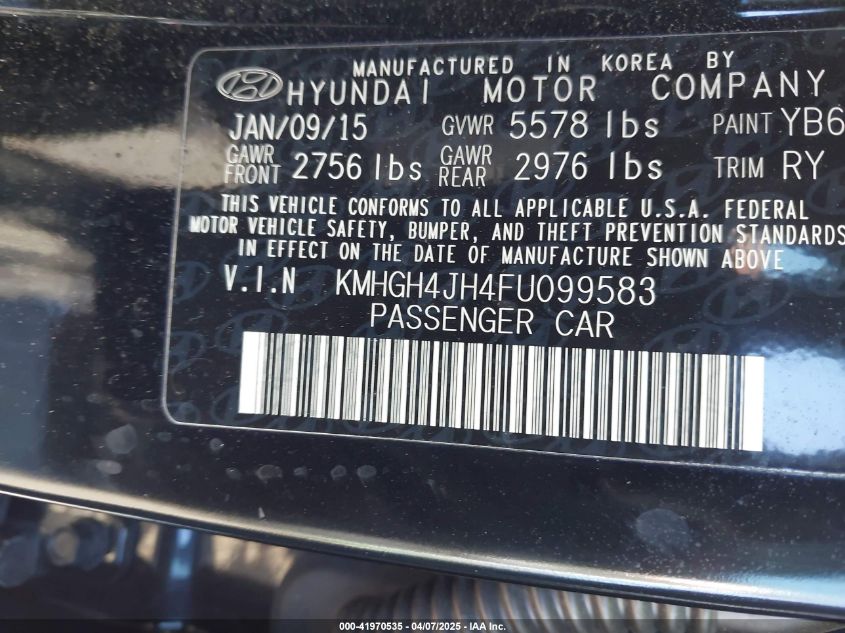 MANUFACTURED IN KOREA BY
HYUNDAI MOTOR COMPANY
JAN/09/15 GVWR 5578 lbs PAINT YB6
GAWR FRONT 2756 lbs GAWR REAR 2976 lbs TRIM RY
THIS VEHICLE CONFORMS TO ALL APPLICABLE U.S.A. FEDERAL
MOTOR VEHICLE SAFETY, BUMPER, AND THEFT PREVENTION STANDARDS
IN EFFECT ON THE DATE OF MANUFACTURE SHOWN ABOVE
V.I.N KMHGH4JH4FU099583
PASSENGER CAR
000-41970535 - 04/07/2025 - IAA Inc.